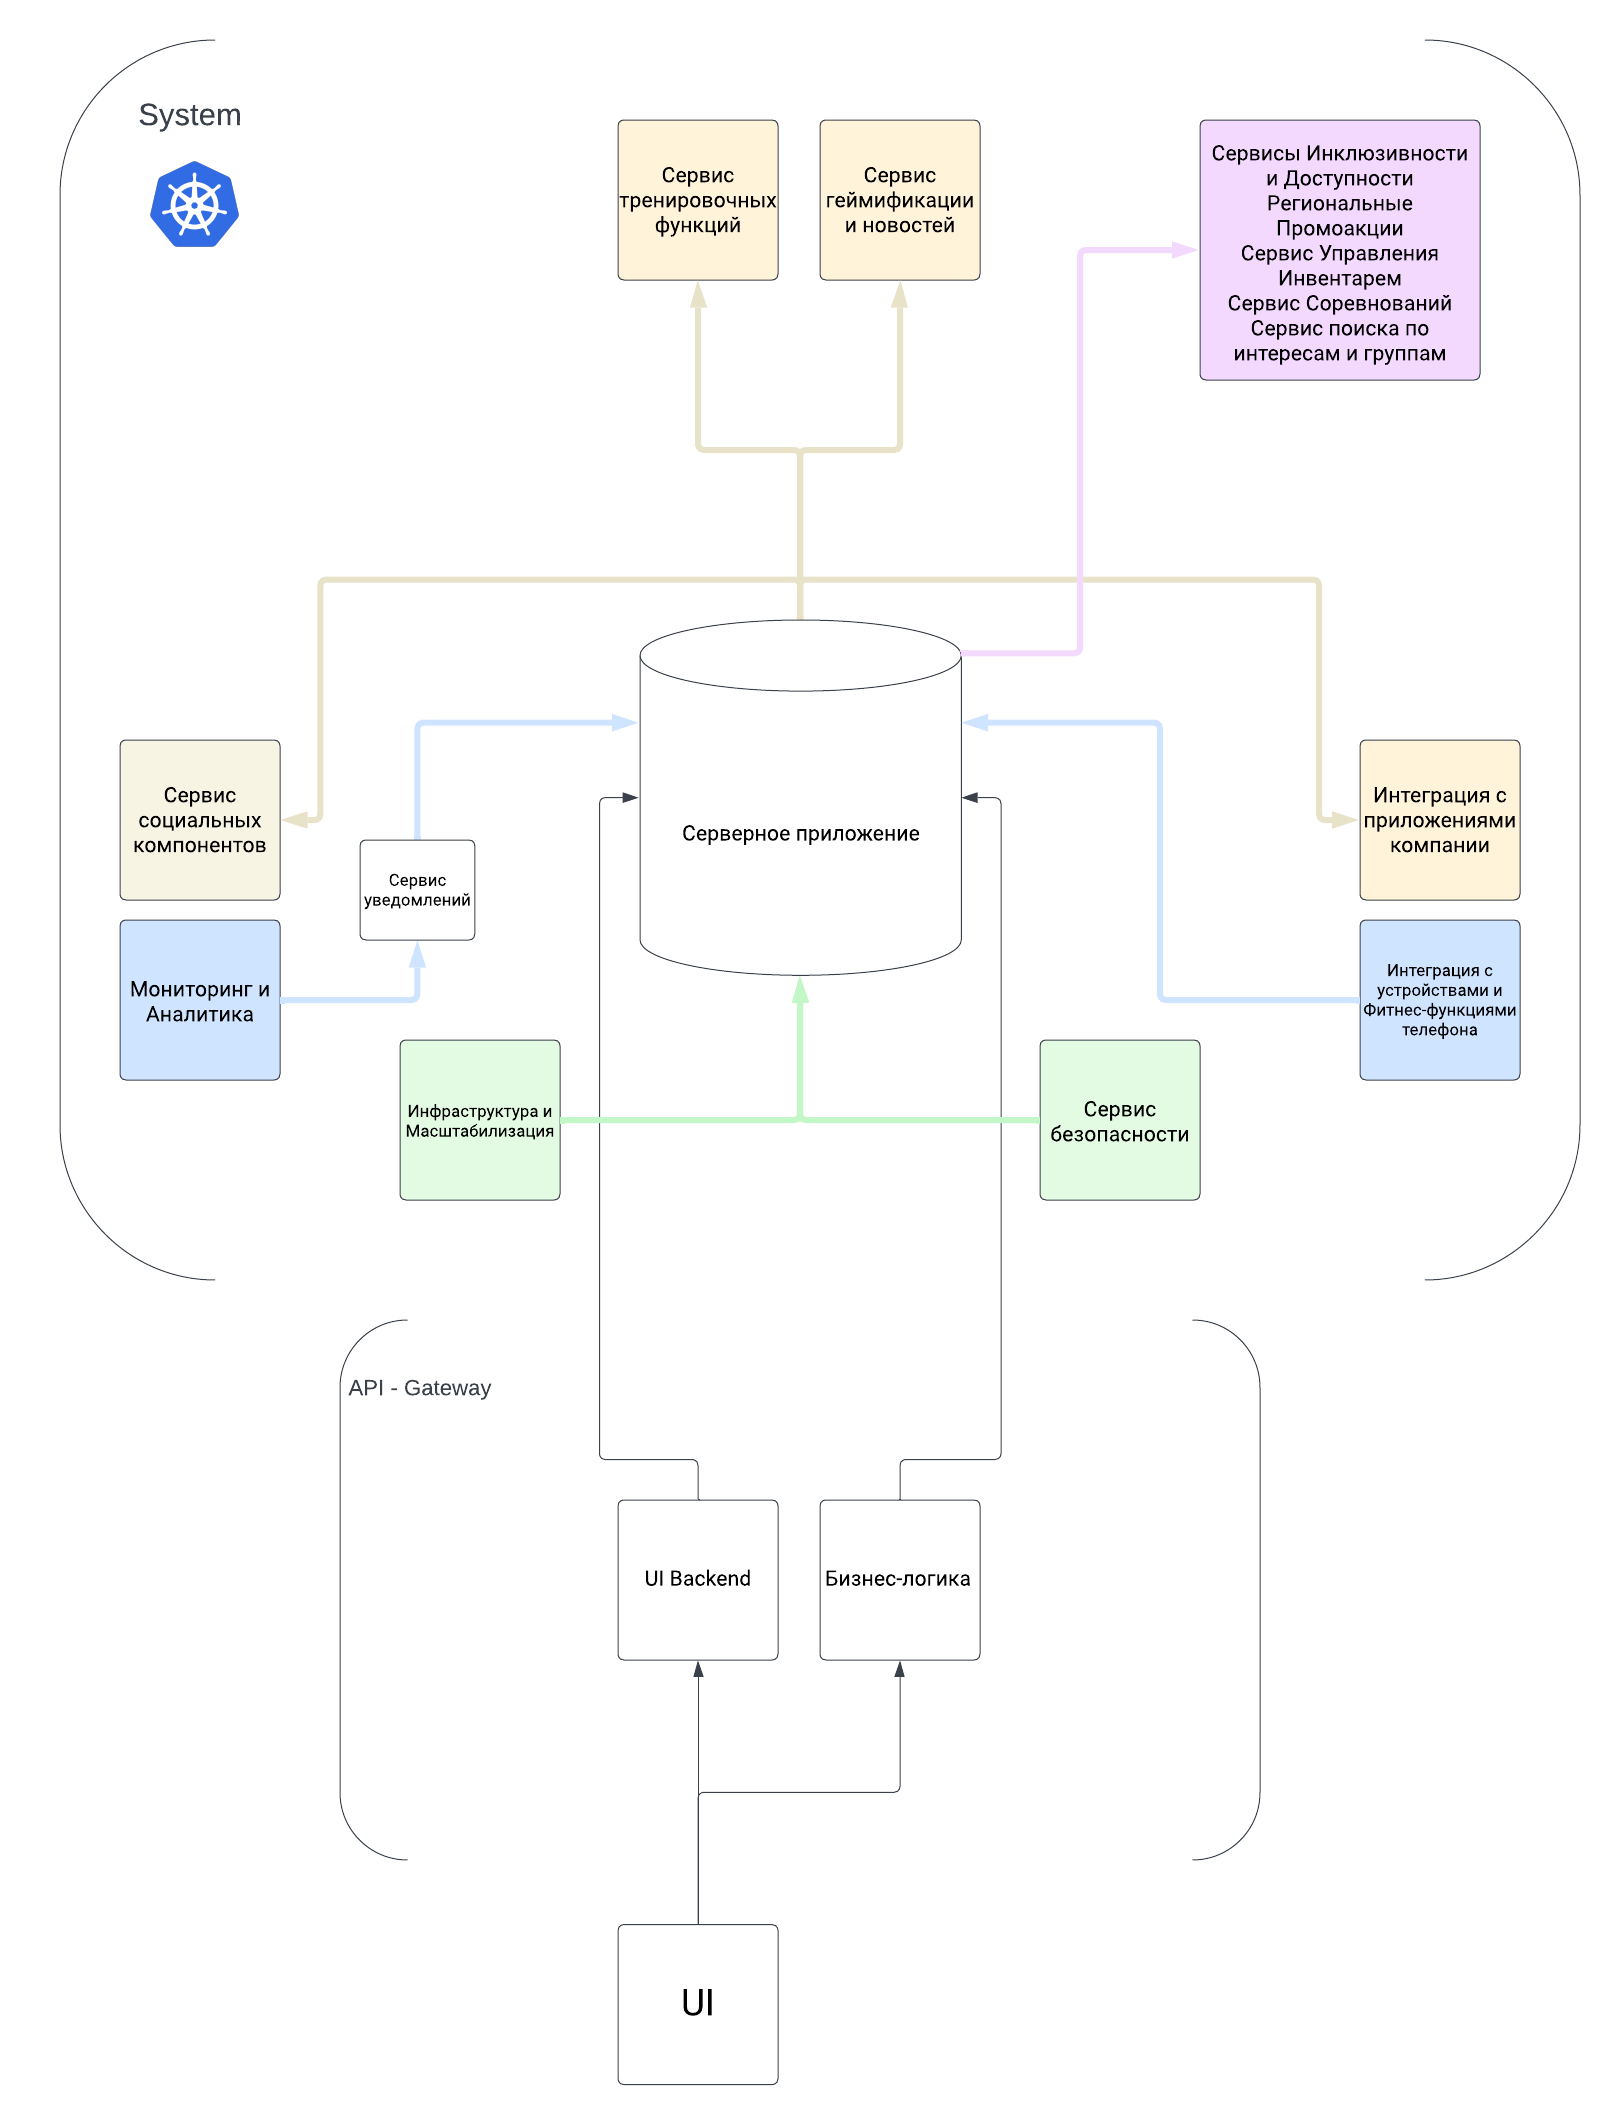 System
Сервис
тренировочных
функций
Сервис
геймификации
и новостей
Сервисы Инклюзивности
и Доступности
Региональные
Промоакции
Сервис Управления
Инвентарем
Сервис Соревнований
Сервис поиска по
интересам и группам
Сервис
социальных
компонентов
Сервис
уведомлений
Серверное приложение
Интеграция с
приложениями
компании
Мониторинг и
Аналитика
Интеграция с
устройствами и
Фитнес-функциями
телефона
Инфраструктура и
Масштабилизация
Сервис
безопасности
API - Gateway
UI Backend
Бизнес-логика
UI